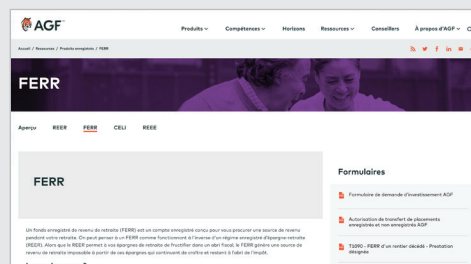 AGF
Produits Compétences Horizons Ressources Conseillers À propos d'AGF
Accueil / Ressources / Produits enregistrés / FERR
FERR
Aperçu REER FERR CELI REEE
FERR
Formulaires
Formulaire de demande d'investissement AGF
Autorisation de transfert de placements
enregistrés et non enregistrés AGF
T1090 - FERR d'un rentier décédé - Prestation
désignée
Un fonds enregistré de revenu de retraite (FERR) est un compte enregistré conçu pour vous procurer une source de revenu
pendant votre retraite. On peut penser à un FERR comme fonctionnant à l'inverse d'un régime enregistré d'épargne-retraite
(REER). Alors que le REER permet à vos épargnes de retraite de fructifier dans un abri fiscal, le FERR génère une source de
revenu de retraite imposable à partir de ces épargnes qui continuent de croître et restent à l'abri de l'impôt.